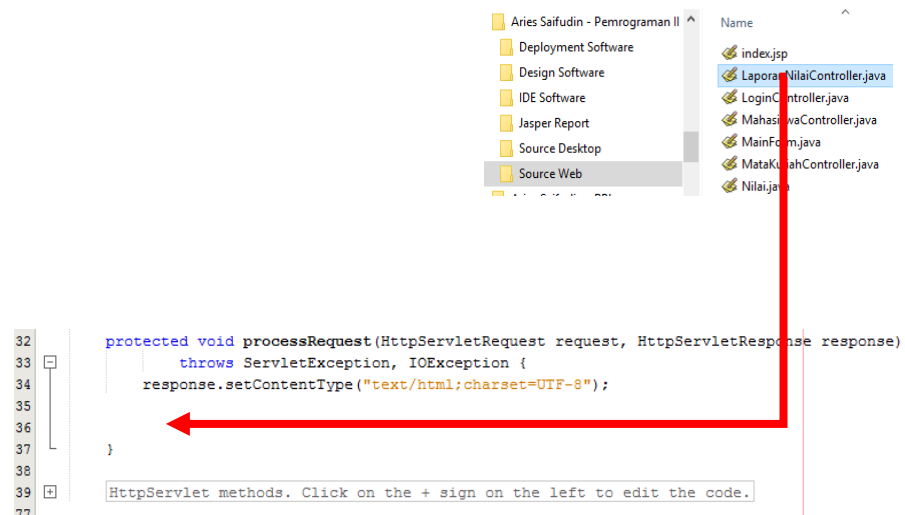 Aries Saifudin - Pemrograman II
Deployment Software
Design Software
IDE Software
Jasper Report
Source Desktop
Source Web
Name
index.jsp
LaporanNilaiController.java
LoginController.java
MahasiswaController.java
MainForm.java
MataKuliahController.java
Nilai.java
32 protected void processRequest(HttpServletRequest request, HttpServletResponse response)
33 throws ServletException, IOException {
34 response.setContentType("text/html;charset=UTF-8");
35
36
37 }
38
39 HttpServlet methods. Click on the + sign on the left to edit the code.
77